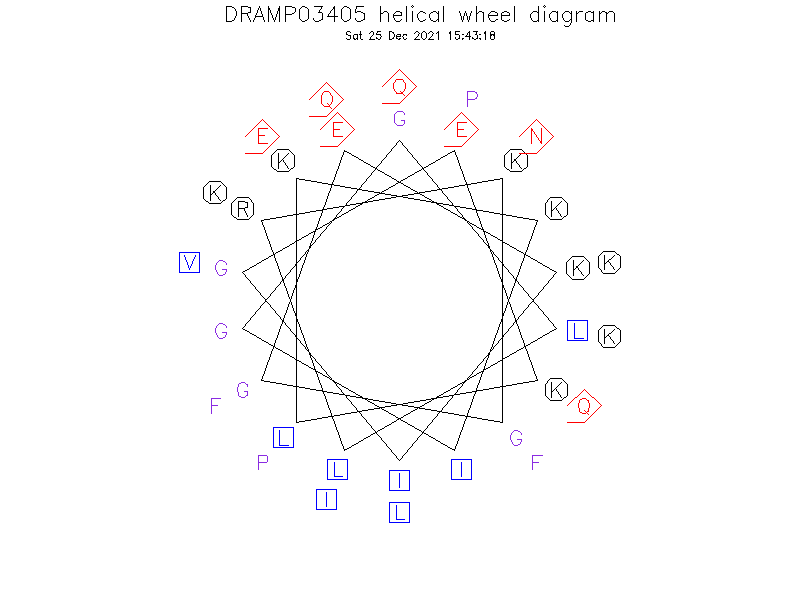 DRAMP03405 helical wheel diagram
Sat 25 Dec 2021 15:43:18
Q
Q P
G
E E E N
K K
K R K
V G K K
G L K
G K
F Q
L G
P L I F
I
I
L